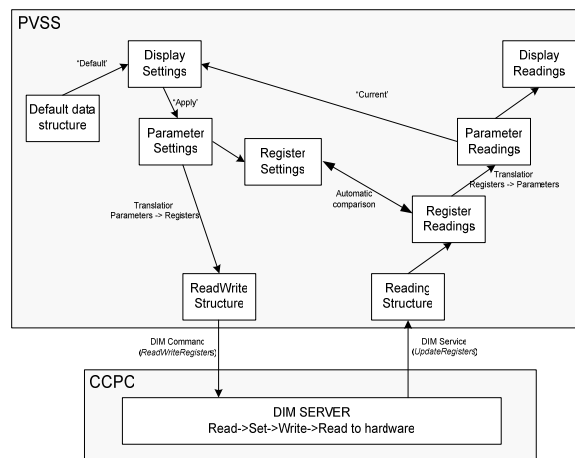 PVSS
Display
Settings
Display
Readings
'Default'
Default data
structure
'Apply'
'Current'
Parameter
Settings
Register
Settings
Parameter
Readings
Translation
Registers -> Parameters
Automatic
comparison
Register
Readings
Translation
Parameters -> Registers
ReadWrite
Structure
Reading
Structure
DIM Command
(ReadWriteRegisters)
DIM Service
(UpdateRegisters)
CCPC
DIM SERVER
Read->Set->Write->Read to hardware